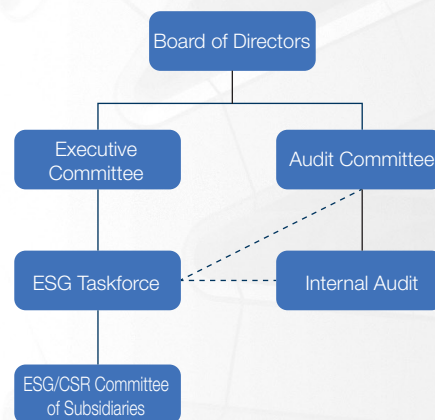 Board of Directors
Executive
Committee
Audit Committee
ESG Taskforce
Internal Audit
ESG/CSR Committee
of Subsidiaries